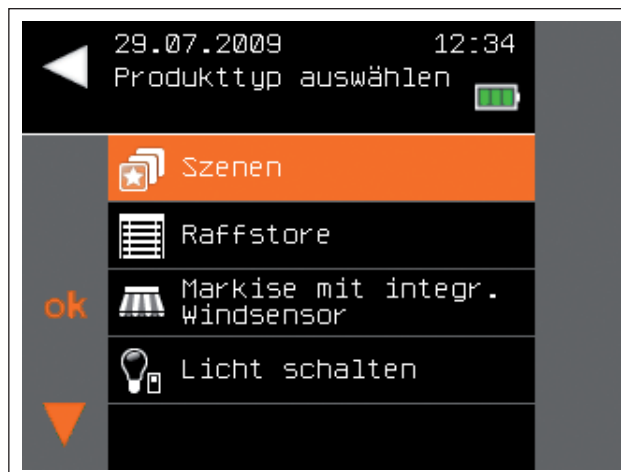 29.07.2009 12:34
Produkttyp auswählen
Szenen
Raffstore
Markise mit integr.
Windsensor
ok
Licht schalten